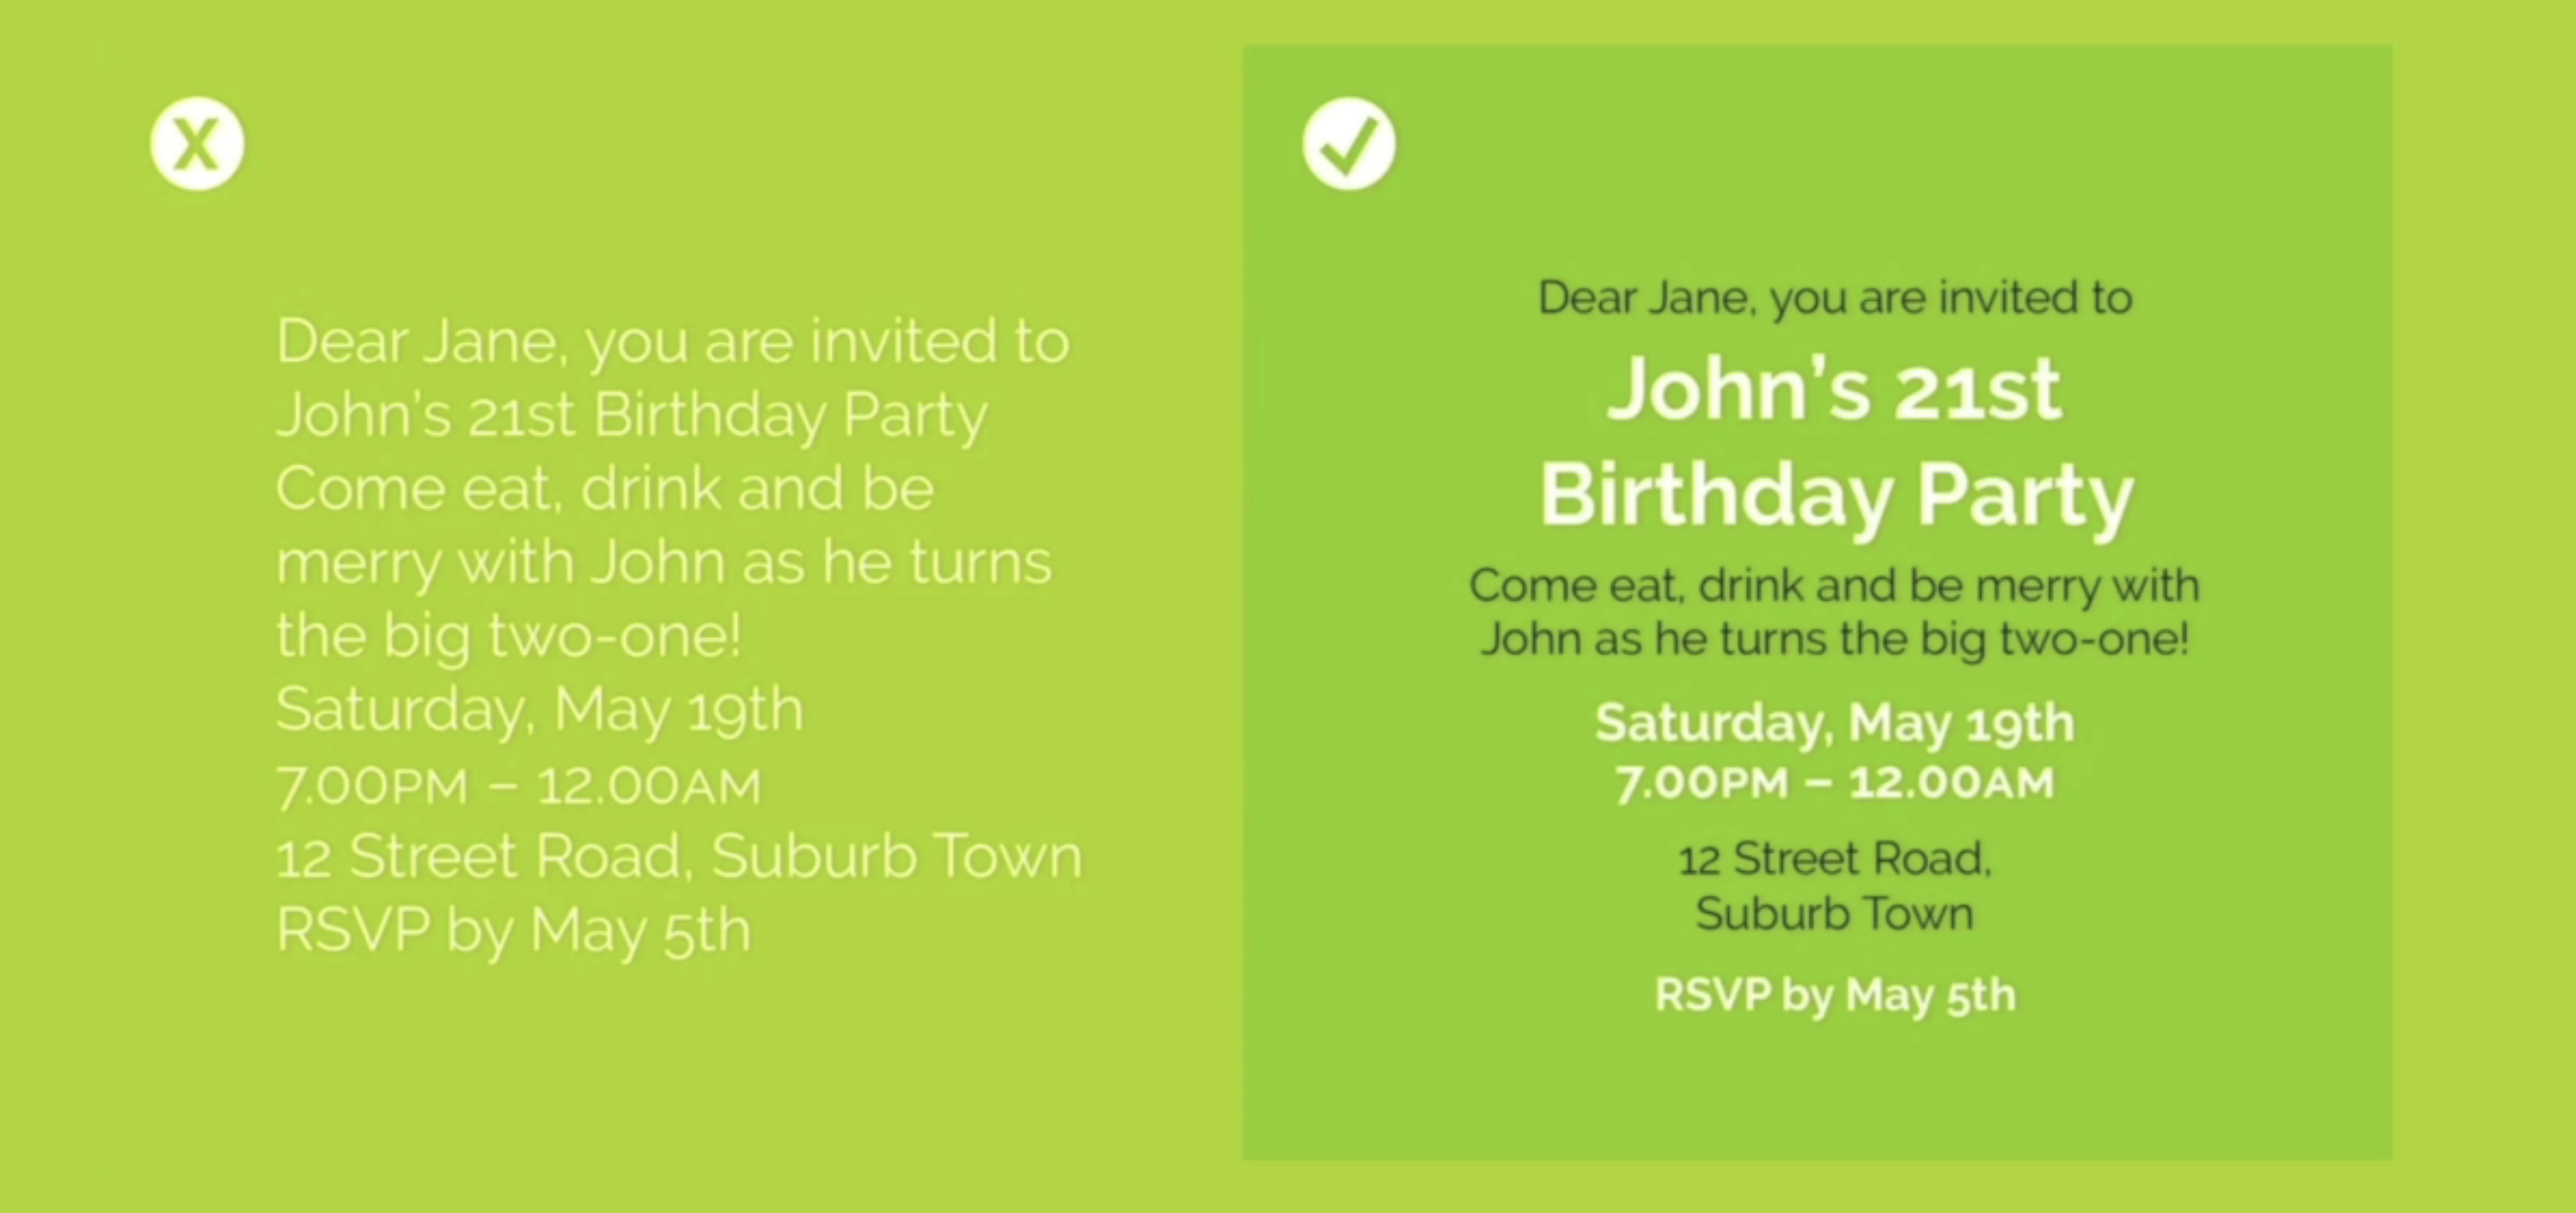 X
Dear Jane, you are invited to
John's 21st Birthday Party
Come eat, drink and be
merry with John as he turns
the big two-one!
Saturday, May 19th
7.00PM – 12.00AM
12 Street Road, Suburb Town
RSVP by May 5th
✓
Dear Jane, you are invited to
John's 21st
Birthday Party
Come eat, drink and be merry with
John as he turns the big two-one!
Saturday, May 19th
7.00PM – 12.00AM
12 Street Road,
Suburb Town
RSVP by May 5th